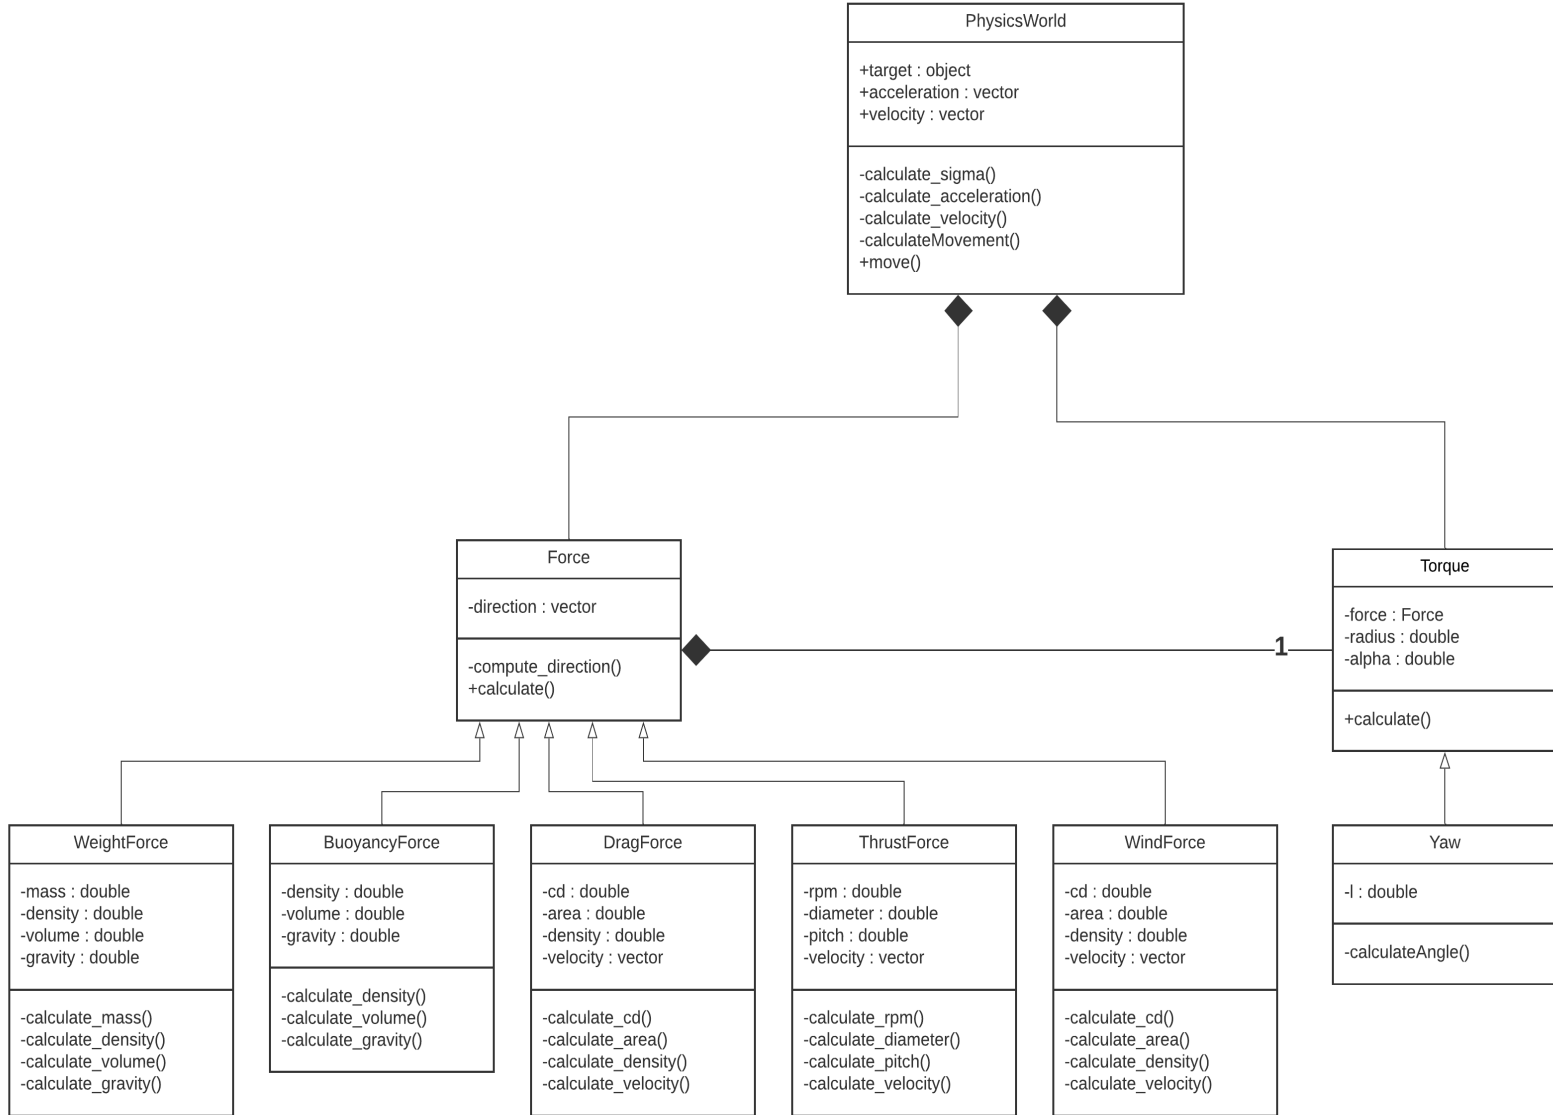 PhysicsWorld
+target : object
+acceleration : vector
+velocity : vector
-calculate_sigma()
-calculate_acceleration()
-calculate_velocity()
-calculateMovement()
+move()
Force
-direction : vector
-compute_direction()
+calculate()
1
Torque
-force : Force
-radius : double
-alpha : double
+calculate()
WeightForce
-mass : double
-density : double
-volume : double
-gravity : double
-calculate_mass()
-calculate_density()
-calculate_volume()
-calculate_gravity()
BuoyancyForce
-density : double
-volume : double
-gravity : double
-calculate_density()
-calculate_volume()
-calculate_gravity()
DragForce
-cd : double
-area : double
-density : double
-velocity : vector
-calculate_cd()
-calculate_area()
-calculate_density()
-calculate_velocity()
ThrustForce
-rpm : double
-diameter : double
-pitch : double
-velocity : vector
-calculate_rpm()
-calculate_diameter()
-calculate_pitch()
-calculate_velocity()
WindForce
-cd : double
-area : double
-density : double
-velocity : vector
-calculate_cd()
-calculate_area()
-calculate_density()
-calculate_velocity()
Yaw
-l : double
-calculateAngle()